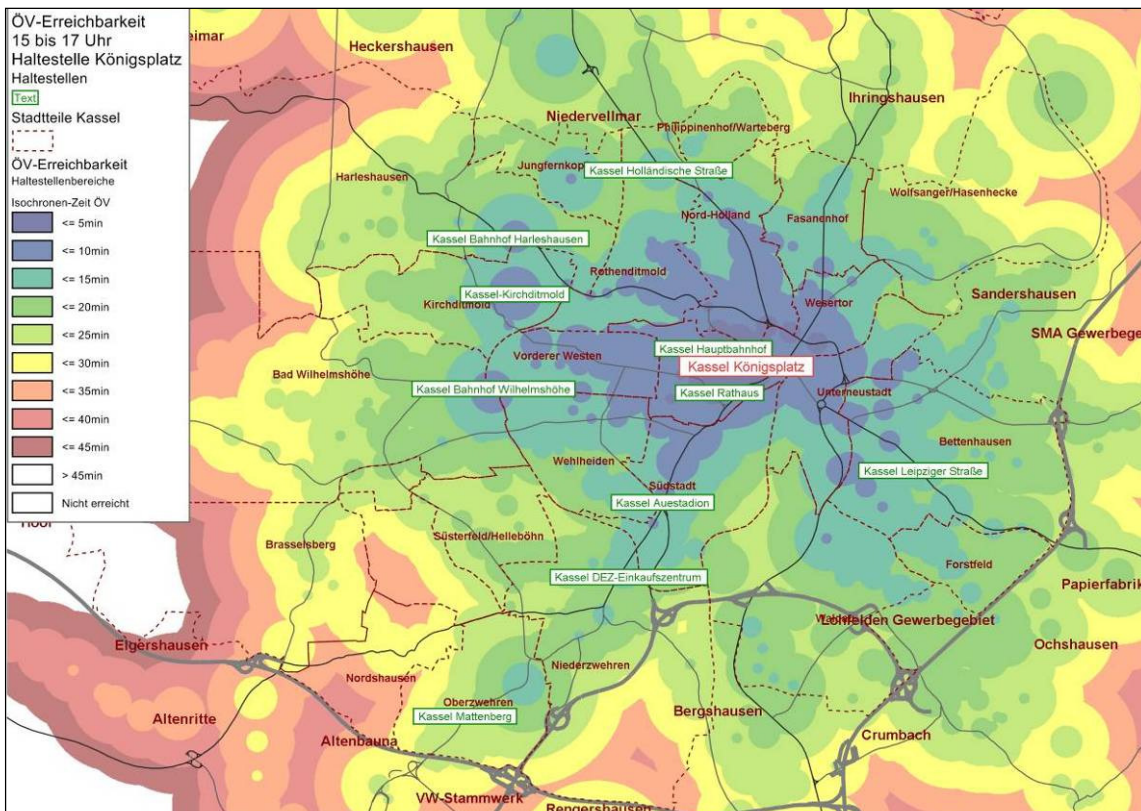 ÖV-Erreichbarkeit
15 bis 17 Uhr
Haltestelle Königsplatz
Haltestellen
Text
Stadtteile Kassel
ÖV-Erreichbarkeit
Haltestellenbereiche
Isochronen-Zeit ÖV
<= 5min
<= 10min
<= 15min
<= 20min
<= 25min
<= 30min
<= 35min
<= 40min
<= 45min
> 45min
Nicht erreicht
Heckershausen
Ihringshausen
Niedervellmar
Philippinenhof/Warteberg
Jungfernkop
Kassel Holländische Straße
Harleshausen
Wolfsanger/Hasenhecke
Nord-Holland
Fasanenhof
Kassel Bahnhof Harleshausen
Rothenditmold
Kassel-Kirchditmold
Kirchditmold
Wesertor
Sandershausen
SMA Gewerbege
Kassel Hauptbahnhof
Vorderer Westen
Kassel Königsplatz
Bad Wilhelmshöhe
Kassel Bahnhof Wilhelmshöhe
Kassel Rathaus
Unterneustadt
Bettenhausen
Wehlheiden
Kassel Leipziger Straße
Südstadt
Kassel Auestadion
Süsterfeld/Helleböhn
Brasselsberg
Forstfeld
Kassel DEZ-Einkaufszentrum
Papierfabrik
Lohfelden Gewerbegebiet
Elgershausen
Ochshausen
Niederzwehren
Nordshausen
Oberzwehren
Kassel Mattenberg
Bergshausen
Altenritte
Altenbauna
Crumbach
VW-Stammwerk
Rengershausen